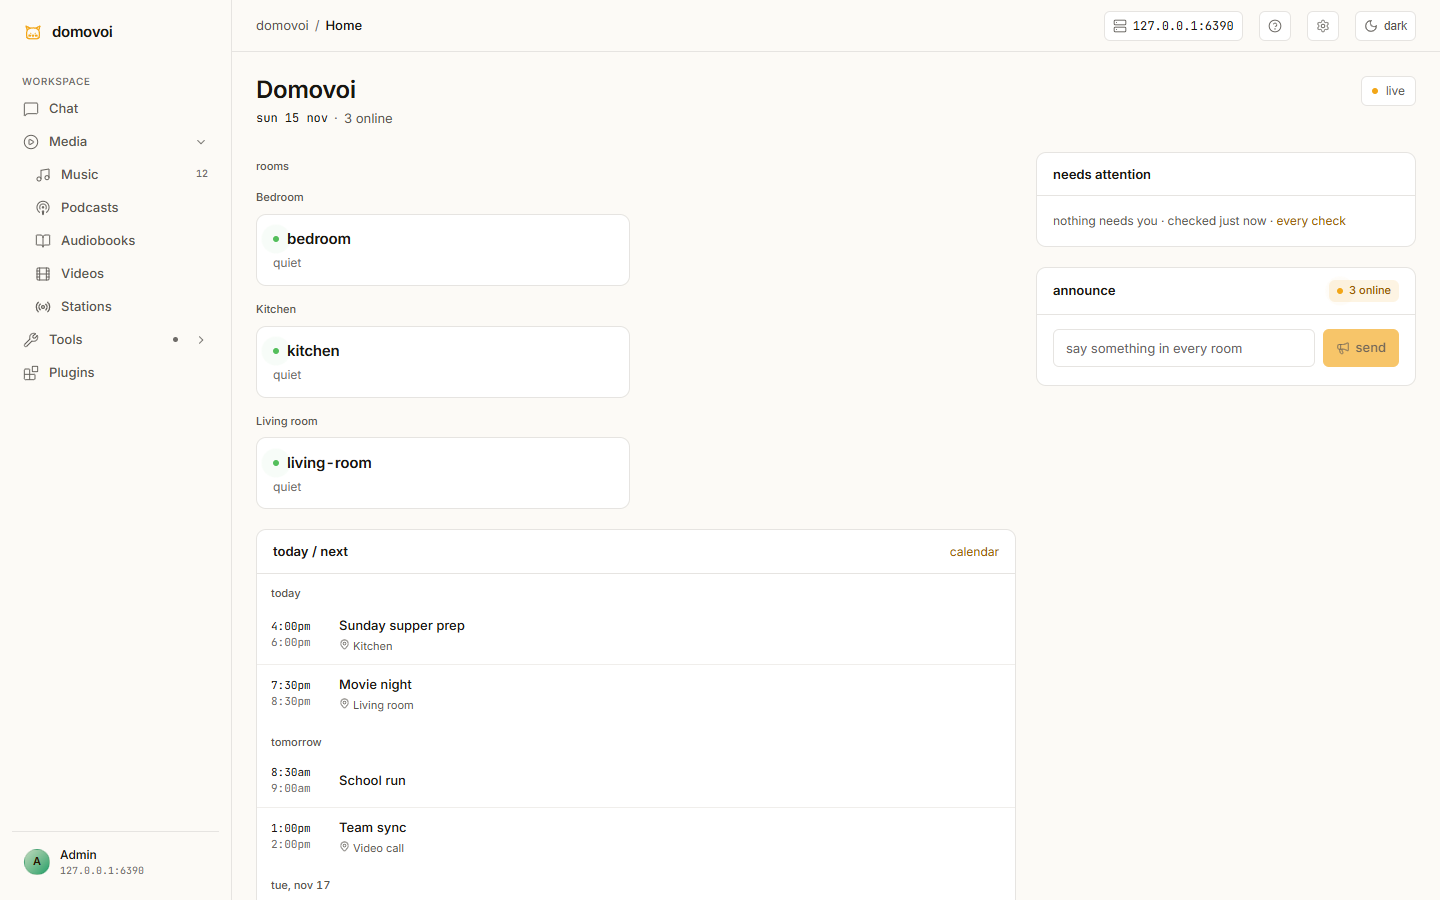 domovoi
WORKSPACE
Chat
Media
Music 12
Podcasts
Audiobooks
Videos
Stations
Tools
Plugins
A
Admin
127.0.0.1:6390
domovoi / Home
127.0.0.1:6390
dark
Domovoi
sun 15 nov · 3 online
live
rooms
Bedroom
bedroom
quiet
Kitchen
kitchen
quiet
Living room
living-room
quiet
today / next
calendar
today
4:00pm
6:00pm
Sunday supper prep
Kitchen
7:30pm
8:30pm
Movie night
Living room
tomorrow
8:30am
9:00am
School run
1:00pm
2:00pm
Team sync
Video call
tue, nov 17
needs attention
nothing needs you · checked just now · every check
announce
3 online
say something in every room
send